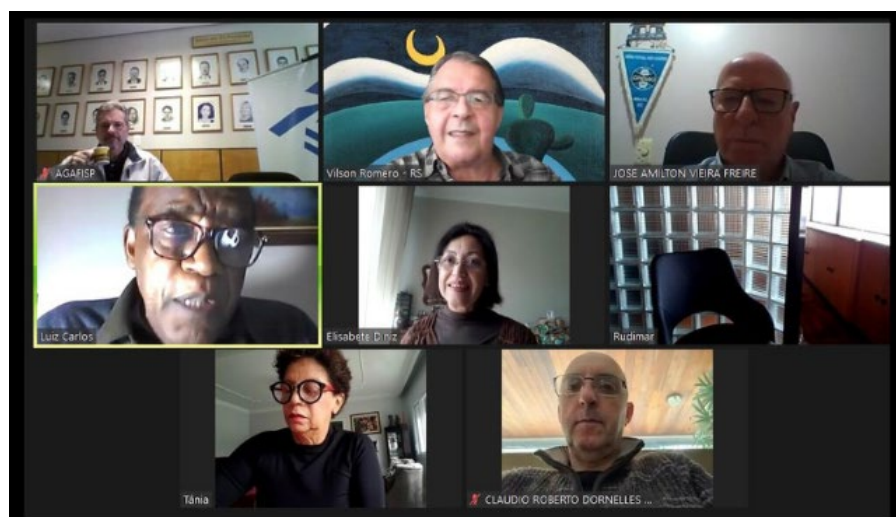 AGAFISP
Vilson Romero - RS
JOSE AMILTON VIEIRA FREIRE
Luiz Carlos
Elisabete Diniz
Rudimar
Tânia
CLAUDIO ROBERTO DORNELLES ...